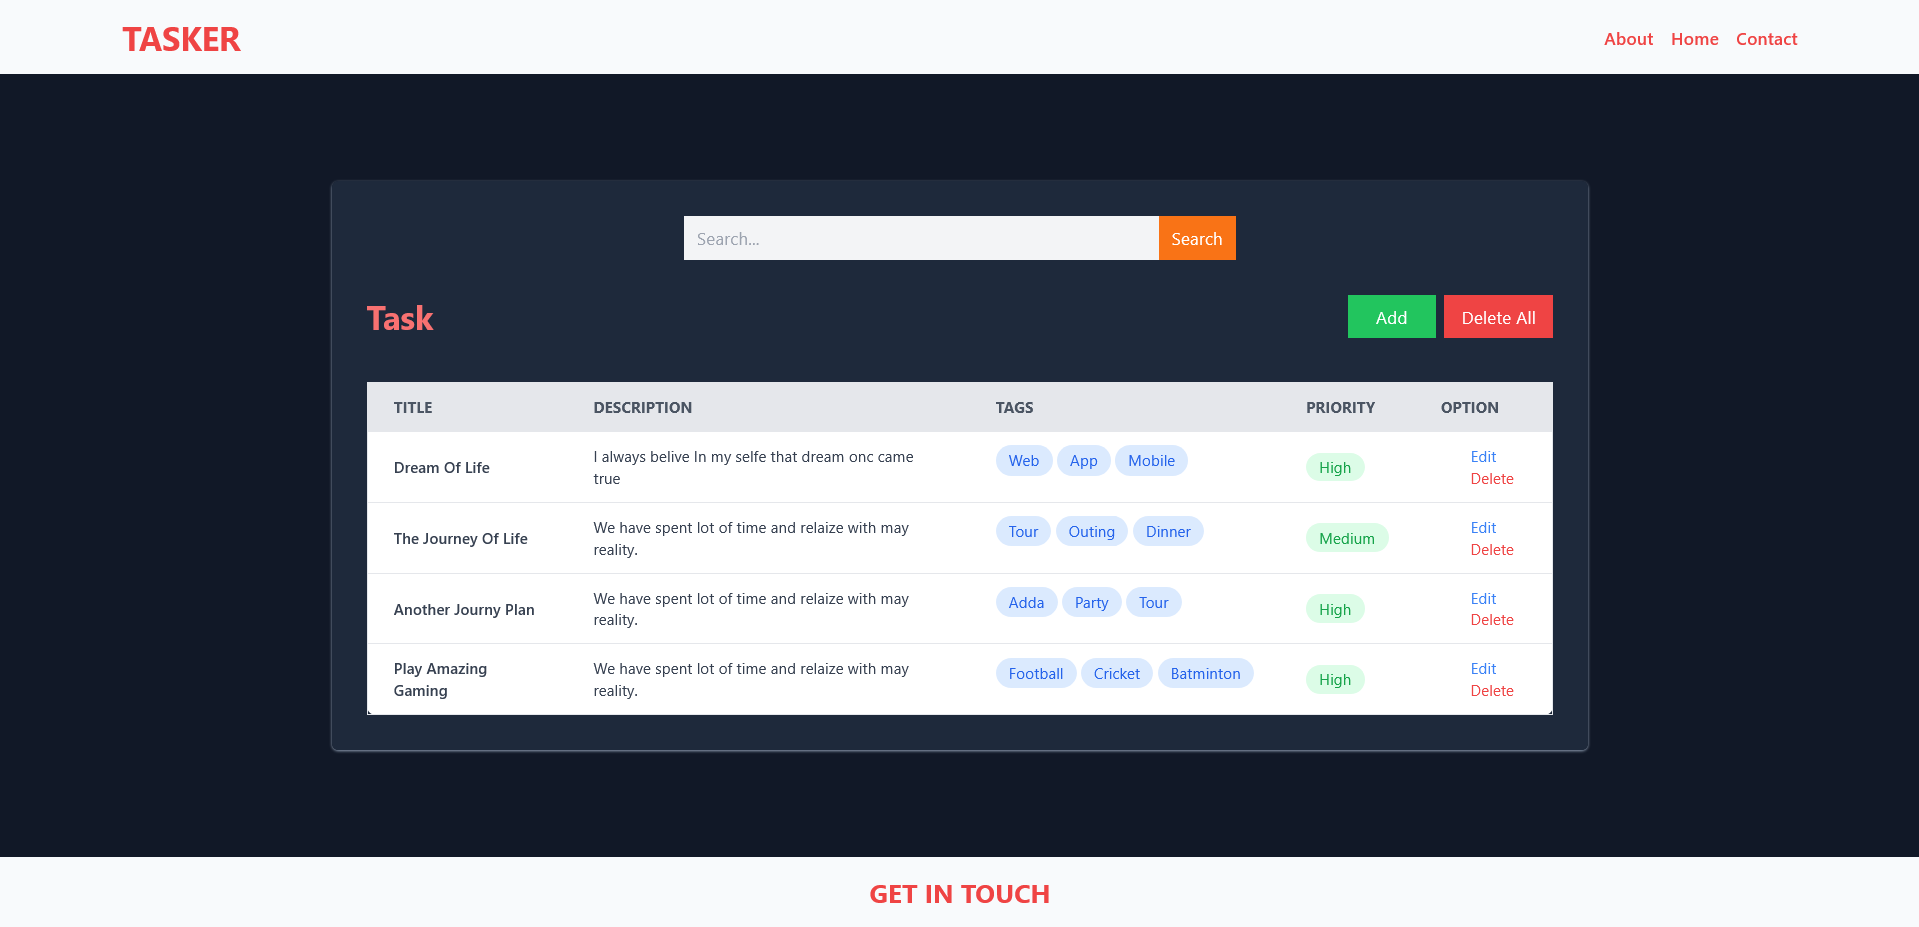 TASKER
About Home Contact
Search...
Search
Task
Add
Delete All
TITLE DESCRIPTION TAGS PRIORITY OPTION
Dream Of Life
I always belive In my selfe that dream onc came
true
Web App Mobile
High
Edit
Delete
The Journey Of Life
We have spent lot of time and relaize with may
reality.
Tour Outing Dinner
Medium
Edit
Delete
Another Journy Plan
We have spent lot of time and relaize with may
reality.
Adda Party Tour
High
Edit
Delete
Play Amazing
Gaming
We have spent lot of time and relaize with may
reality.
Football Cricket Batminton
High
Edit
Delete
GET IN TOUCH